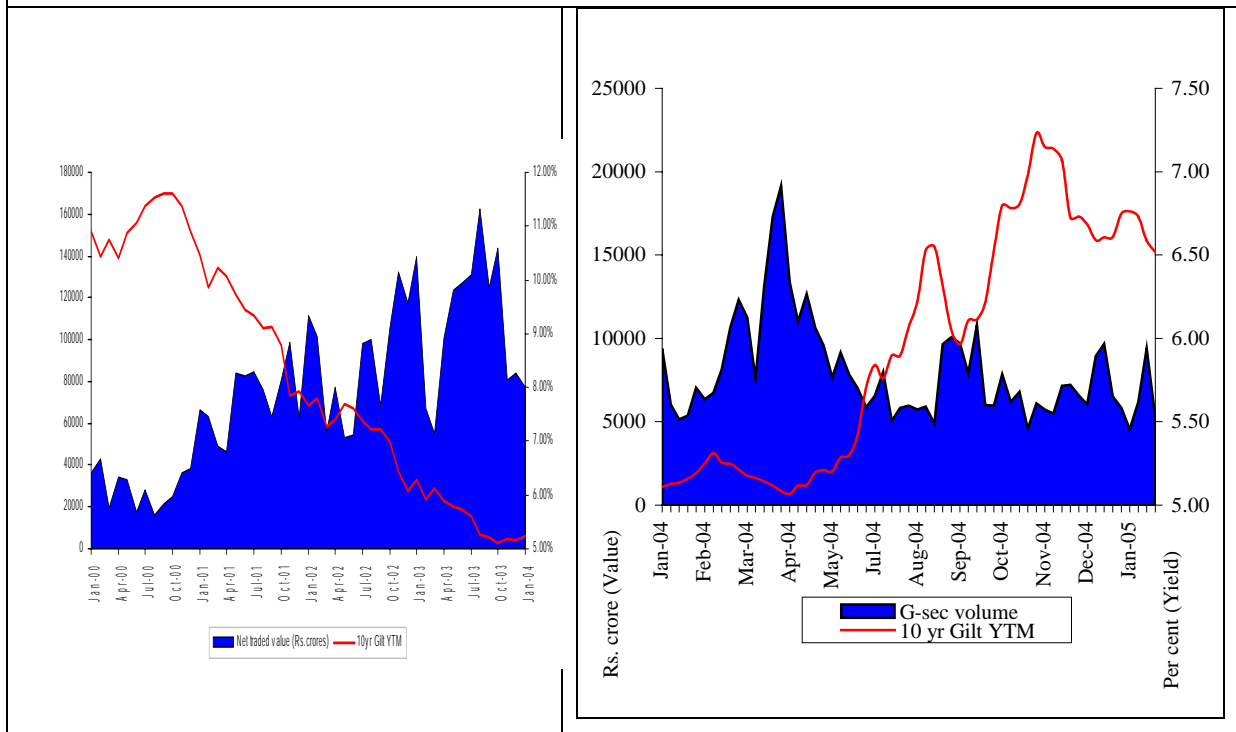 180000
160000
140000
120000
100000
80000
60000
40000
20000
0
12.00%
11.00%
10.00%
9.00%
8.00%
7.00%
6.00%
5.00%
Jan-00
Apr-00
Jul-00
Oct-00
Jan-01
Apr-01
Jul-01
Oct-01
Jan-02
Apr-02
Jul-02
Oct-02
Jan-03
Apr-03
Jul-03
Oct-03
Jan-04
Net traded value (Rs.crores)
10yr Gilt YTM
25000
20000
15000
10000
5000
0
7.50
7.00
6.50
6.00
5.50
5.00
Jan-04
Feb-04
Mar-04
Apr-04
May-04
Jul-04
Aug-04
Sep-04
Oct-04
Nov-04
Dec-04
Jan-05
Rs. crore (Value)
Per cent (Yield)
G-sec volume
10 yr Gilt YTM